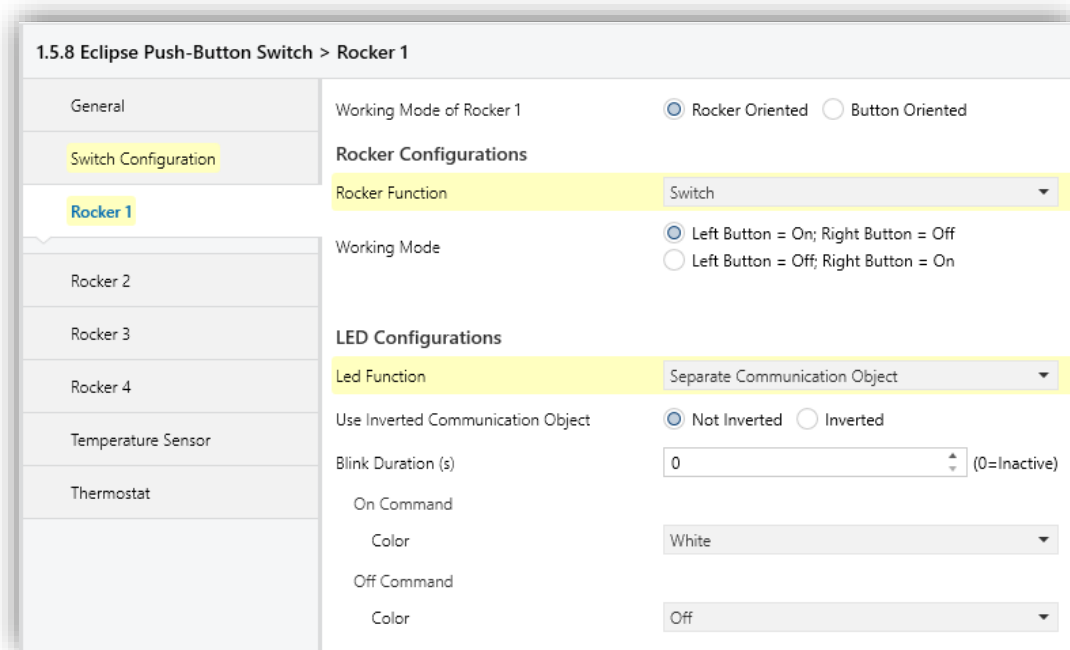 1.5.8 Eclipse Push-Button Switch > Rocker 1
General
Switch Configuration
Rocker 1
Rocker 2
Rocker 3
Rocker 4
Temperature Sensor
Thermostat
Working Mode of Rocker 1 Rocker Oriented Button Oriented
Rocker Configurations
Rocker Function Switch
Working Mode Left Button = On; Right Button = Off
Left Button = Off; Right Button = On
LED Configurations
Led Function Separate Communication Object
Use Inverted Communication Object Not Inverted Inverted
Blink Duration (s) 0 (0=Inactive)
On Command
Color White
Off Command
Color Off